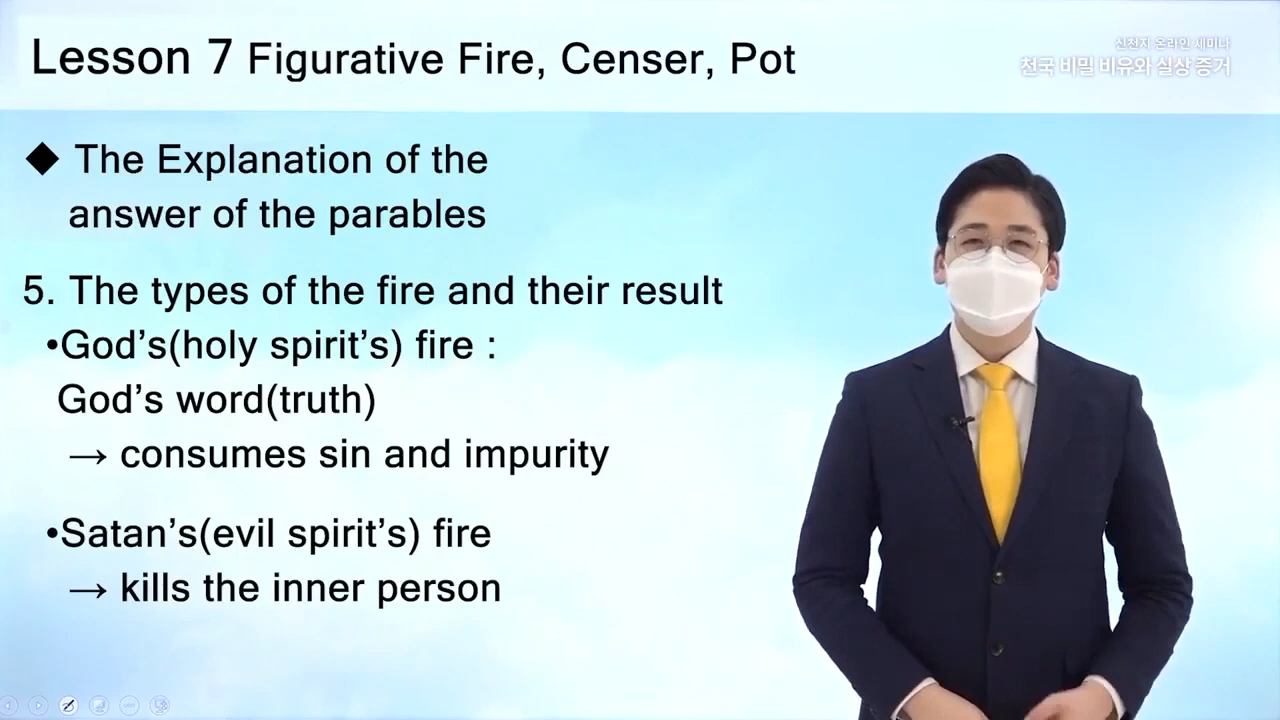 Lesson 7 Figurative Fire, Censer, Pot
신천지 온라인 세미나
천국 비밀 비유와 실상 증거
◆ The Explanation of the
answer of the parables
5. The types of the fire and their result
•God’s(holy spirit’s) fire :
God’s word(truth)
→ consumes sin and impurity
•Satan’s(evil spirit’s) fire
→ kills the inner person